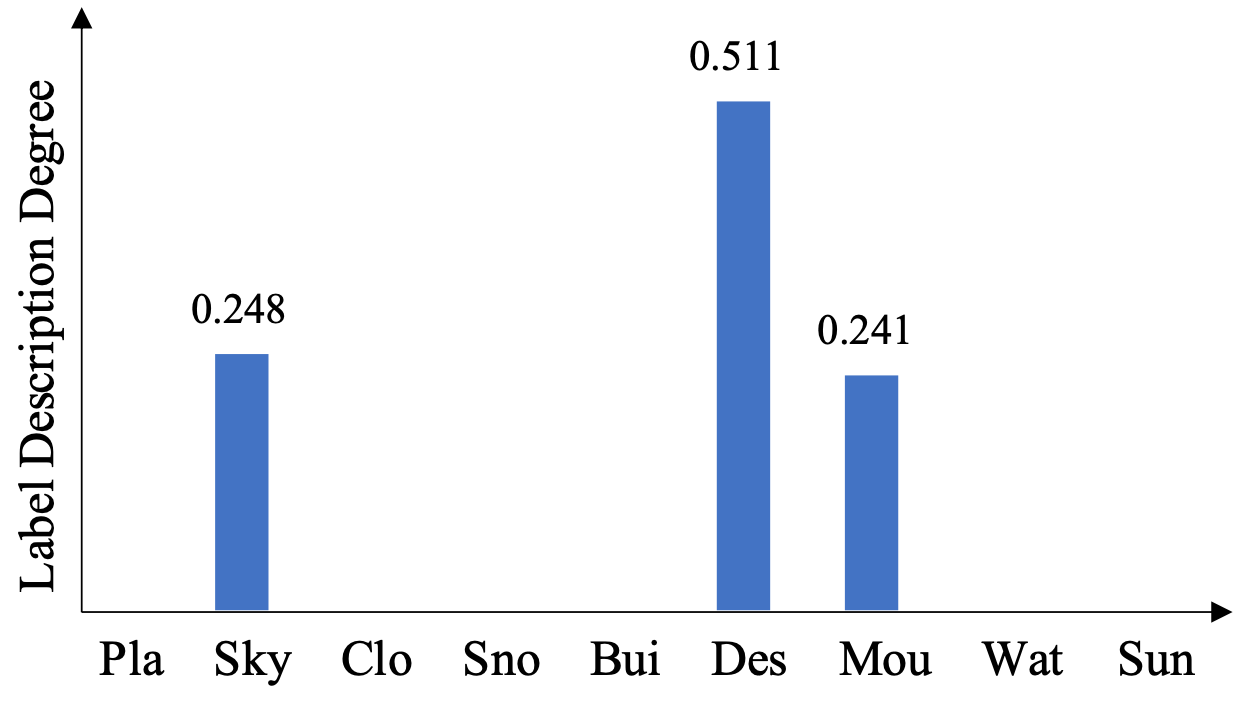 0.511
0.248
0.241
Label Description Degree
Pla Sky Clo Sno Bui Des Mou Wat Sun